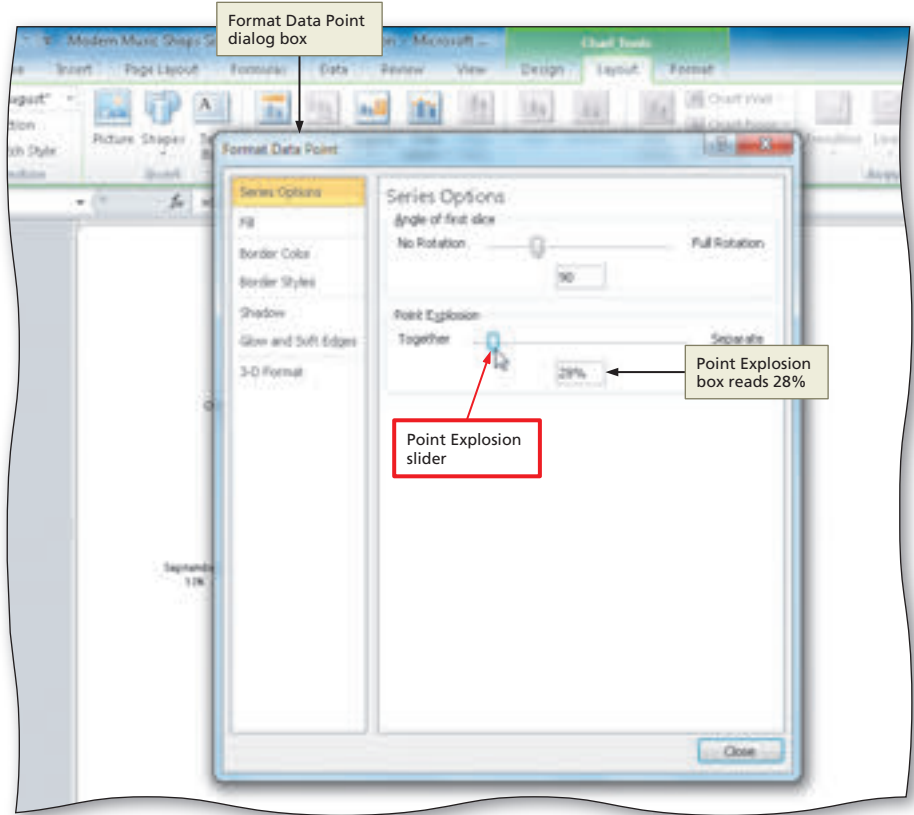 Format Data Point
dialog box
Modern Music Shops
Microsoft
Chart Tools
Insert Page Layout Formulas Data Review View Design Layout Format
Picture Shapes
Insert
Format Data Point
Series Options
Fill
Border Color
Border Styles
Shadow
Glow and Soft Edges
3-D Format
Series Options
Angle of first slice
No Rotation Full Rotation
90
Point Explosion
Together Separate
28%
Point Explosion
box reads 28%
Point Explosion
slider
Close